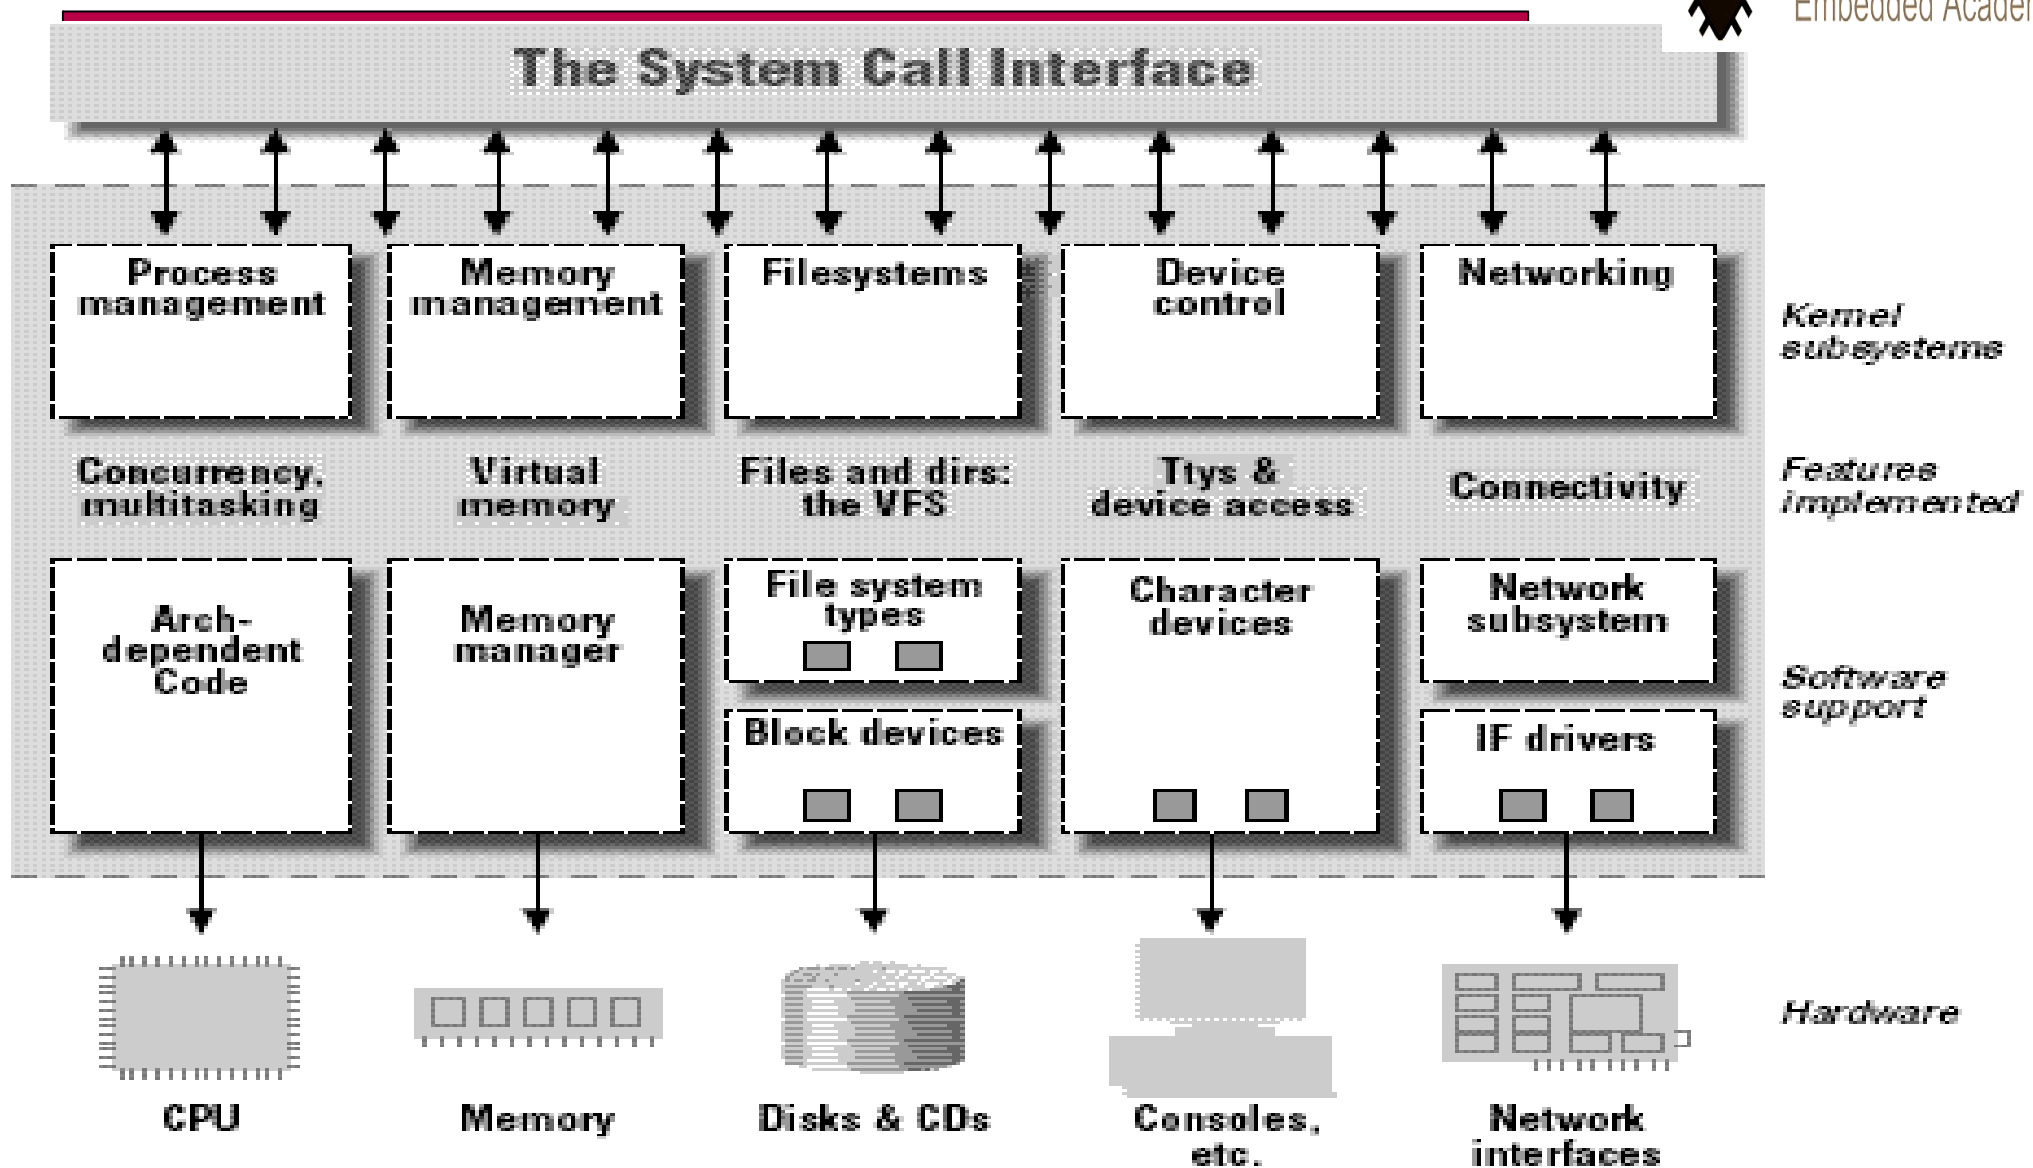 Embedded Acader
The System Call Interface
Process
management
Memory
management
Filesystems
Device
control
Networking
Kernel
subsystems
Concurrency,
multitasking
Virtual
memory
Files and dirs:
the VFS
Ttys &
device access
Connectivity
Features
implemented
Arch-
dependent
Code
Memory
manager
File system
types
Block devices
Character
devices
Network
subsystem
IF drivers
Software
support
Hardware
CPU
Memory
Disks & CDs
Consoles,
etc.
Network
interfaces